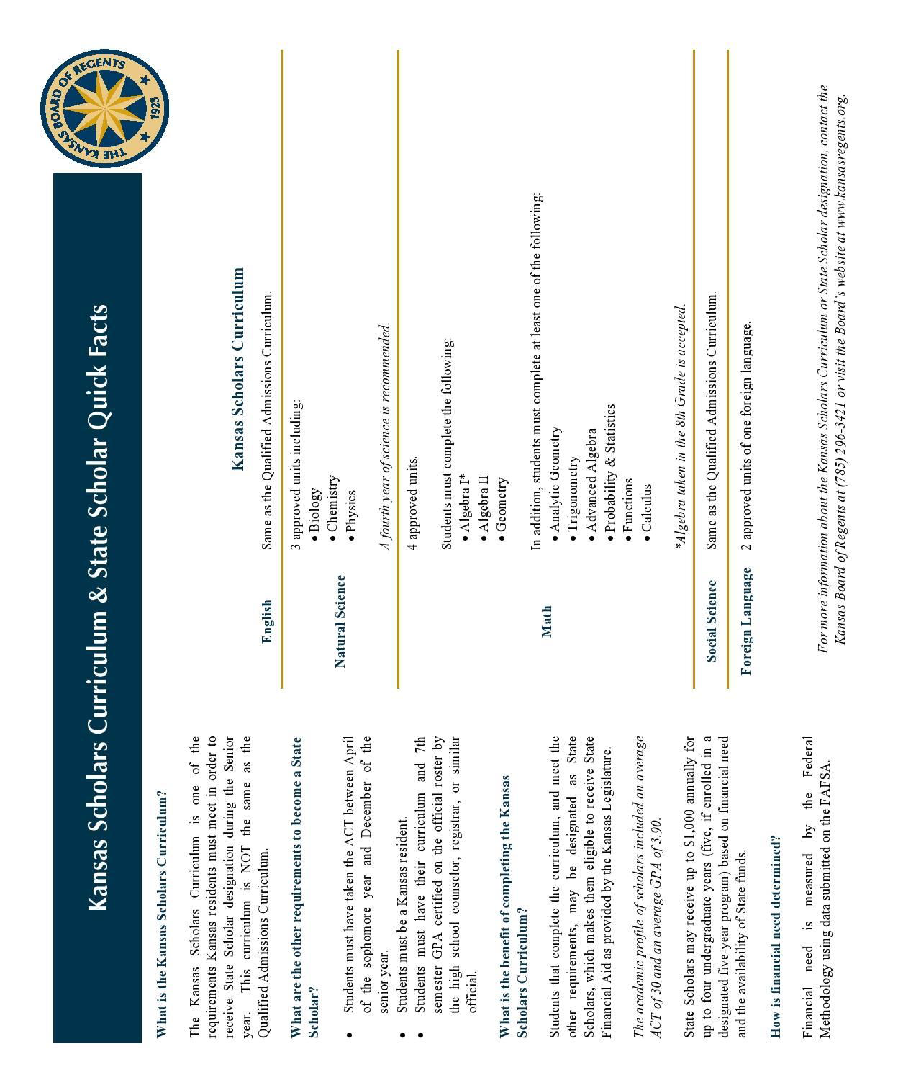 Kansas Scholars Curriculum & State Scholar Quick Facts
THE KANSAS BOARD OF REGENTS
★ 1925 ★
What is the Kansas Scholars Curriculum?
The Kansas Scholars Curriculum is one of the
requirements Kansas residents must meet in order to
receive State Scholar designation during the Senior
year. This curriculum is NOT the same as the
Qualified Admissions Curriculum.
What are the other requirements to become a State
Scholar?
• Students must have taken the ACT between April
of the sophomore year and December of the
senior year.
• Students must be a Kansas resident.
• Students must have their curriculum and 7th
semester GPA certified on the official roster by
the high school counselor, registrar, or similar
official.
What is the benefit of completing the Kansas
Scholars Curriculum?
Students that complete the curriculum, and meet the
other requirements, may be designated as State
Scholars, which makes them eligible to receive State
Financial Aid as provided by the Kansas Legislature.
The academic profile of scholars included an average
ACT of 30 and an average GPA of 3.90.
State Scholars may receive up to $1,000 annually for
up to four undergraduate years (five, if enrolled in a
designated five-year program) based on financial need
and the availability of State funds.
How is financial need determined?
Financial need is measured by the Federal
Methodology using data submitted on the FAFSA.
Kansas Scholars Curriculum
English
Same as the Qualified Admissions Curriculum.
Natural Science
3 approved units including:
• Biology
• Chemistry
• Physics
A fourth year of science is recommended.
Math
4 approved units.
Students must complete the following:
• Algebra I*
• Algebra II
• Geometry
In addition, students must complete at least one of the following:
• Analytic Geometry
• Trigonometry
• Advanced Algebra
• Probability & Statistics
• Functions
• Calculus
*Algebra taken in the 8th Grade is accepted.
Social Science
Same as the Qualified Admissions Curriculum.
Foreign Language
2 approved units of one foreign language.
For more information about the Kansas Scholars Curriculum or State Scholar designation, contact the
Kansas Board of Regents at (785) 296-3421 or visit the Board's website at www.kansasregents.org.